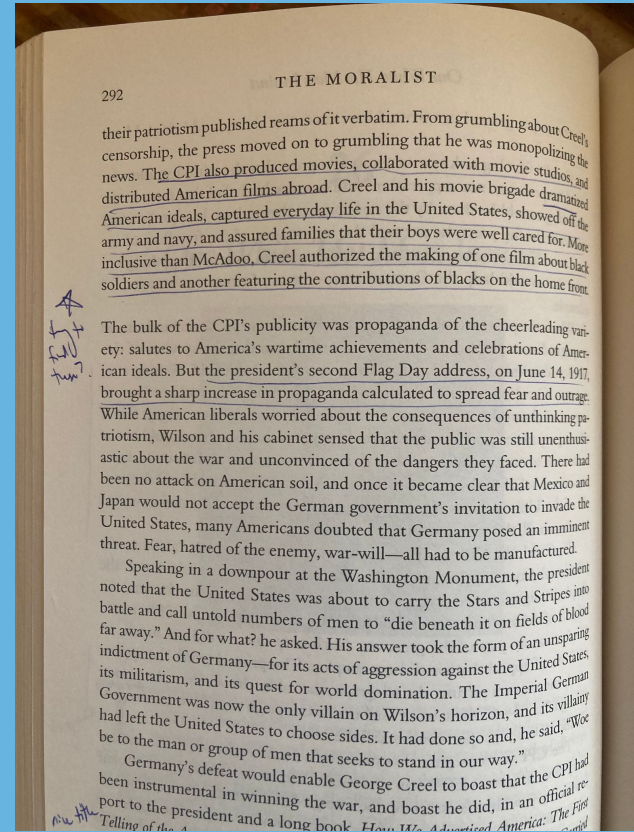 292
THE MORALIST
their patriotism published reams of it verbatim. From grumbling about Creel's
censorship, the press moved on to grumbling that he was monopolizing the
news. The CPI also produced movies, collaborated with movie studios, and
distributed American films abroad. Creel and his movie brigade dramatized
American ideals, captured everyday life in the United States, showed off the
army and navy, and assured families that their boys were well cared for. More
inclusive than McAdoo, Creel authorized the making of one film about black
soldiers and another featuring the contributions of blacks on the home front.
The bulk of the CPI's publicity was propaganda of the cheerleading vari-
ety: salutes to America's wartime achievements and celebrations of Amer-
ican ideals. But the president's second Flag Day address, on June 14, 1917,
brought a sharp increase in propaganda calculated to spread fear and outrage.
While American liberals worried about the consequences of unthinking pa-
triotism, Wilson and his cabinet sensed that the public was still unenthusi-
astic about the war and unconvinced of the dangers they faced. There had
been no attack on American soil, and once it became clear that Mexico and
Japan would not accept the German government's invitation to invade the
United States, many Americans doubted that Germany posed an imminent
threat. Fear, hatred of the enemy, war-will—all had to be manufactured.
Speaking in a downpour at the Washington Monument, the president
noted that the United States was about to carry the Stars and Stripes into
battle and call untold numbers of men to “die beneath it on fields of blood
far away.” And for what? he asked. His answer took the form of an unsparing
indictment of Germany—for its acts of aggression against the United States,
its militarism, and its quest for world domination. The Imperial German
Government was now the only villain on Wilson's horizon, and its villainy
had left the United States to choose sides. It had done so and, he said, “Woe
be to the man or group of men that seeks to stand in our way.”
Germany's defeat would enable George Creel to boast that the CPI had
been instrumental in winning the war, and boast he did, in an official re-
nice title
port to the president and a long book, How We Advertised America: The First
Telling of the